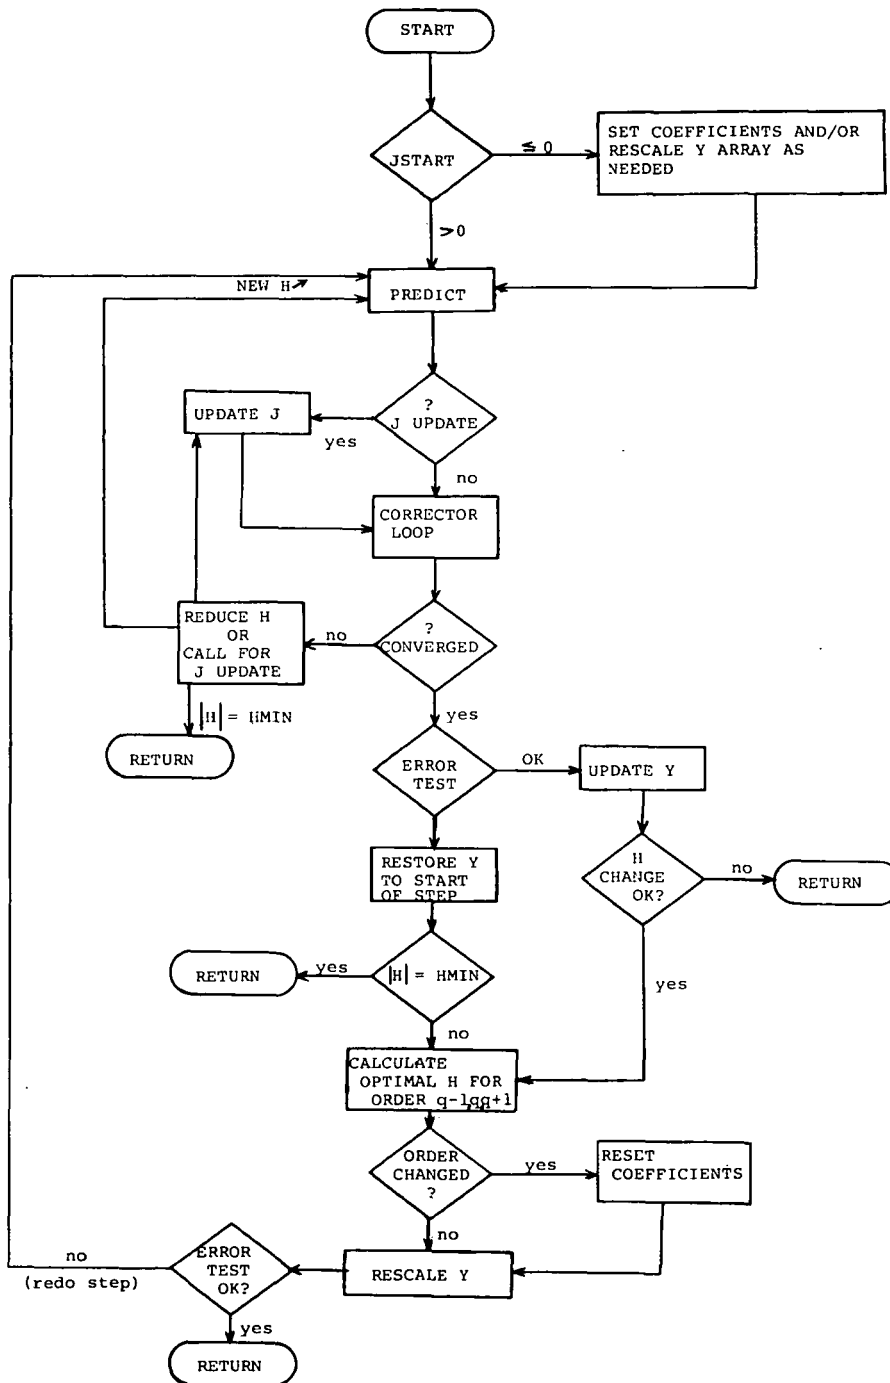 START
JSTART
≦ 0
SET COEFFICIENTS AND/OR
RESCALE Y ARRAY AS
NEEDED
>0
NEW H
PREDICT
?
J UPDATE
yes
UPDATE J
no
CORRECTOR
LOOP
?
CONVERGED
no
REDUCE H
OR
CALL FOR
J UPDATE
|H| = HMIN
RETURN
yes
ERROR
TEST
OK
UPDATE Y
RESTORE Y
TO START
OF STEP
H
CHANGE
OK?
no
RETURN
yes
|H| = HMIN
yes
RETURN
no
CALCULATE
OPTIMAL H FOR
ORDER q-1,q,q+1
ORDER
CHANGED
?
yes
RESET
COEFFICIENTS
no
RESCALE Y
ERROR
TEST
OK?
no
(redo step)
yes
RETURN